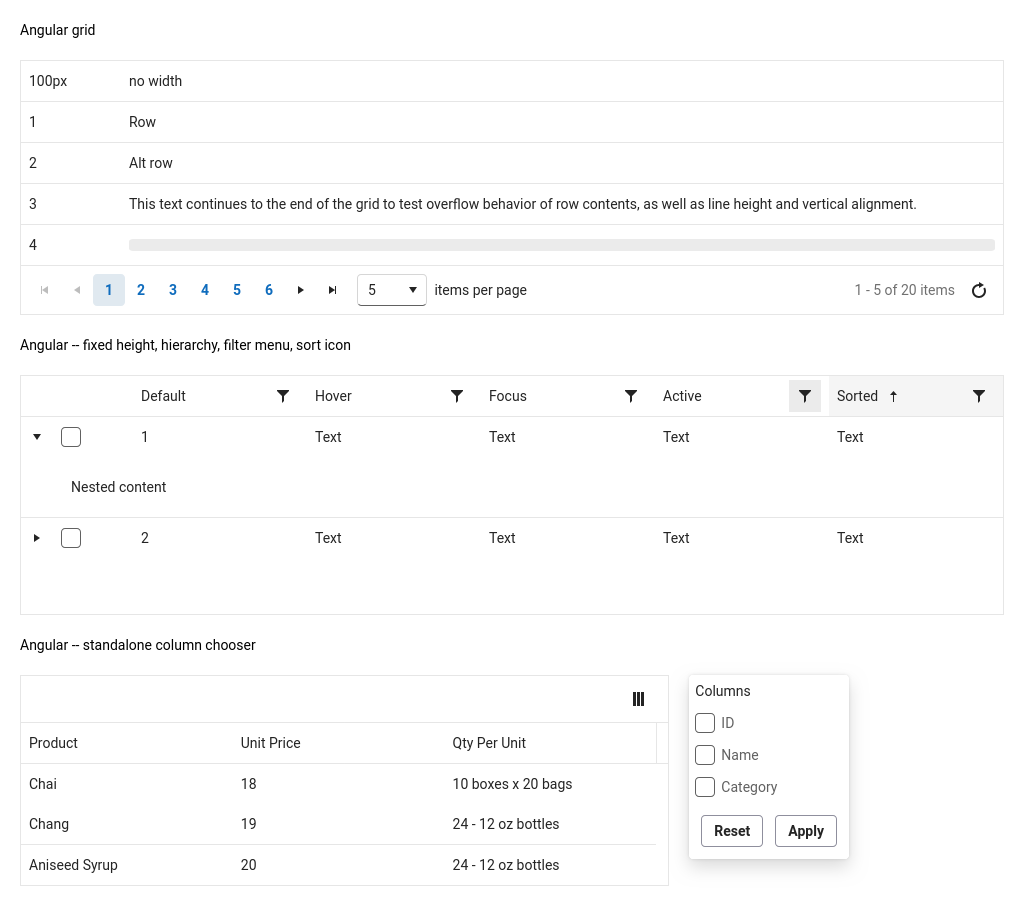 Angular grid
100px no width
1 Row
2 Alt row
3 This text continues to the end of the grid to test overflow behavior of row contents, as well as line height and vertical alignment.
4
1 2 3 4 5 6 5 items per page 1 - 5 of 20 items
Angular -- fixed height, hierarchy, filter menu, sort icon
Default Hover Focus Active Sorted
1 Text Text Text Text
Nested content
2 Text Text Text Text
Angular -- standalone column chooser
Product Unit Price Qty Per Unit
Chai 18 10 boxes x 20 bags
Chang 19 24 - 12 oz bottles
Aniseed Syrup 20 24 - 12 oz bottles
Columns
ID
Name
Category
Reset Apply